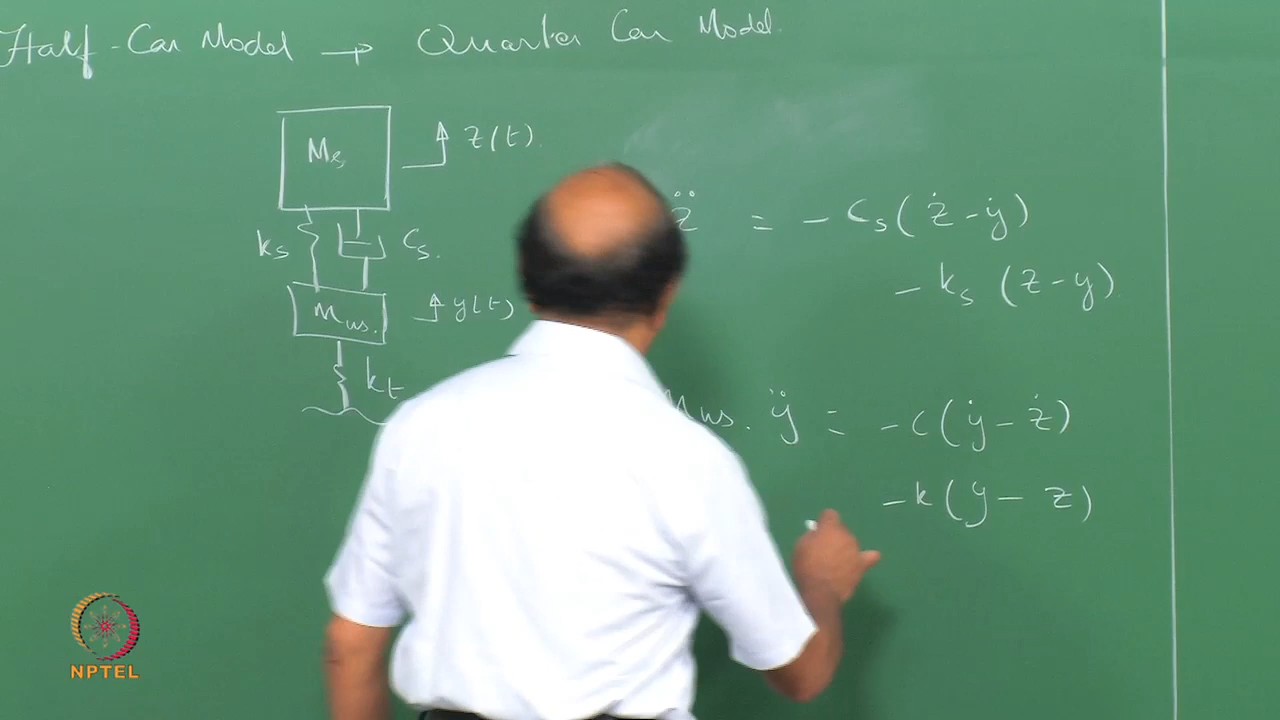 Half-Car Model → Quarter Car Model.
Ms
z(t).
z̈ = - Cs(ż - ẏ)
ks
Cs.
- ks (z - y)
Mus.
y(t)
kt
Mus. ÿ = - c(ẏ - ż)
- k(y - z)
NPTEL